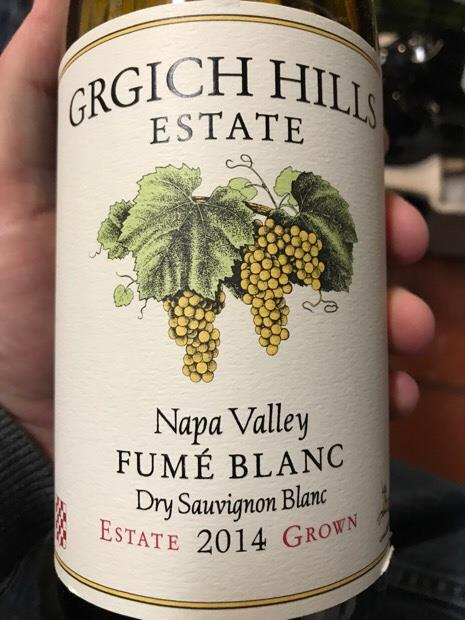 GRGICH HILLS
ESTATE
Napa Valley
FUMÉ BLANC
Dry Sauvignon Blanc
ESTATE 2014 GROWN